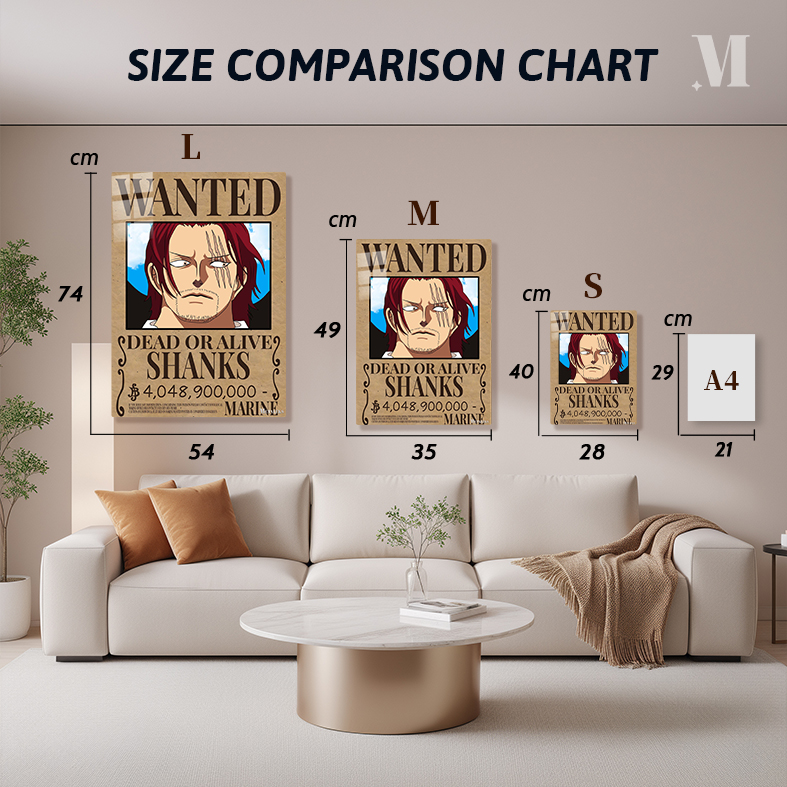 SIZE COMPARISON CHART
M
L
cm
74
54
WANTED
DEAD OR ALIVE
SHANKS
฿ 4,048,900,000 -
MARINE
M
cm
49
35
WANTED
DEAD OR ALIVE
SHANKS
฿ 4,048,900,000 -
MARINE
S
cm
40
28
WANTED
DEAD OR ALIVE
SHANKS
฿ 4,048,900,000 -
MARINE
cm
29
21
A4